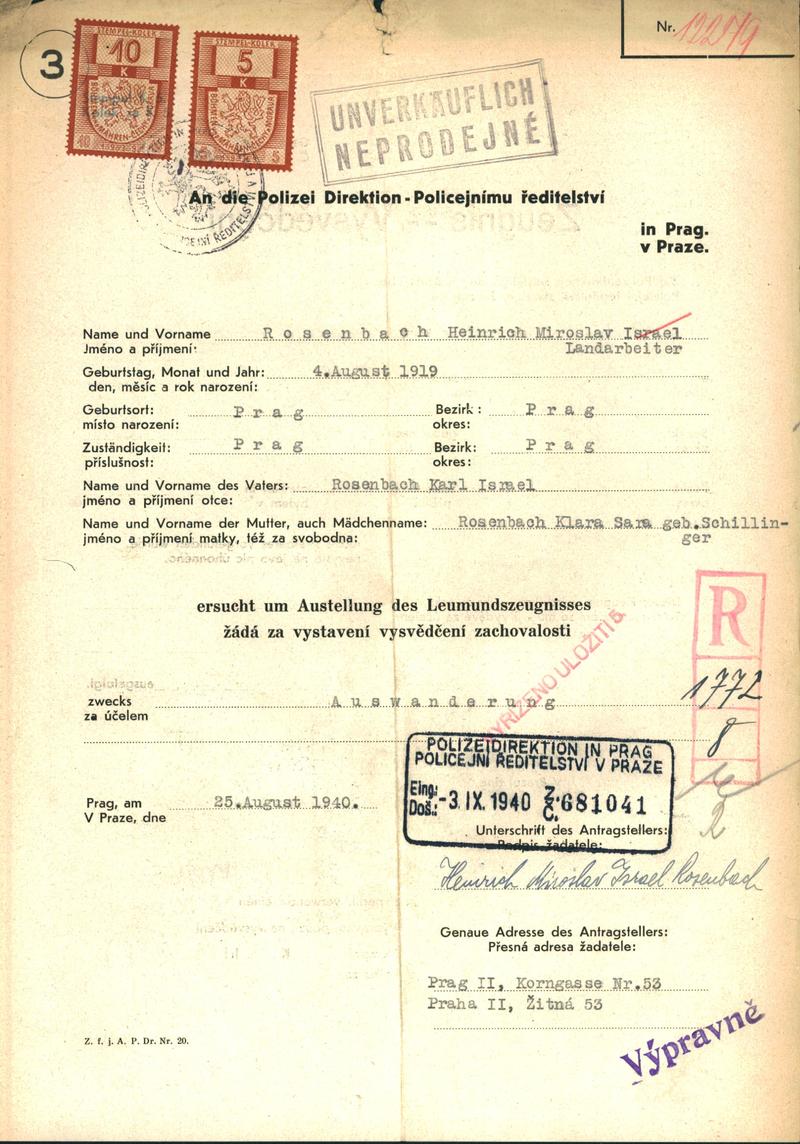 Nr. 12279
3
STEMPEL-KOLEK
10
K
STEMPEL-KOLEK
5
K
UNVERKÄUFLICH
NEPRODEJNÉ
An die Polizei Direktion - Policejnímu ředitelství
in Prag.
v Praze.
Name und Vorname Rosenbach Heinrich Miroslav Israel
Jméno a příjmení: Landarbeiter
Geburtstag, Monat und Jahr: 4.August 1919
den, měsíc a rok narození:
Geburtsort: Prag Bezirk : Prag
místo narození: okres:
Zuständigkeit: Prag Bezirk: Prag
příslušnost: okres:
Name und Vorname des Vaters: Rosenbach Karl Israel
jméno a příjmení otce:
Name und Vorname der Mutter, auch Mädchenname: Rosenbach Klara Sara geb.Schillin-
jméno a příjmení matky, též za svobodna: ger
ersucht um Austellung des Leumundszeugnisses
žádá za vystavení vysvědčení zachovalosti
VYŘÍZENO ULOŽITI 5.
R
1772
8
2
zwecks Auswanderung
za účelem
POLIZEIDIREKTION IN PRAG
POLICEJNÍ ŘEDITELSTVÍ V PRAZE
Eing.:
Doš.: -3. IX. 1940 Z. Č. 681041
Prag, am 25.August 1940.
V Praze, dne
Unterschrift des Antragstellers:
Podpis žadatele:
Heinrich Miroslav Israel Rosenbach
Genaue Adresse des Antragstellers:
Přesná adresa žadatele:
Prag II, Korngasse Nr.53
Praha II, Žitná 53
Z. f. j. A. P. Dr. Nr. 20.
Výpravně